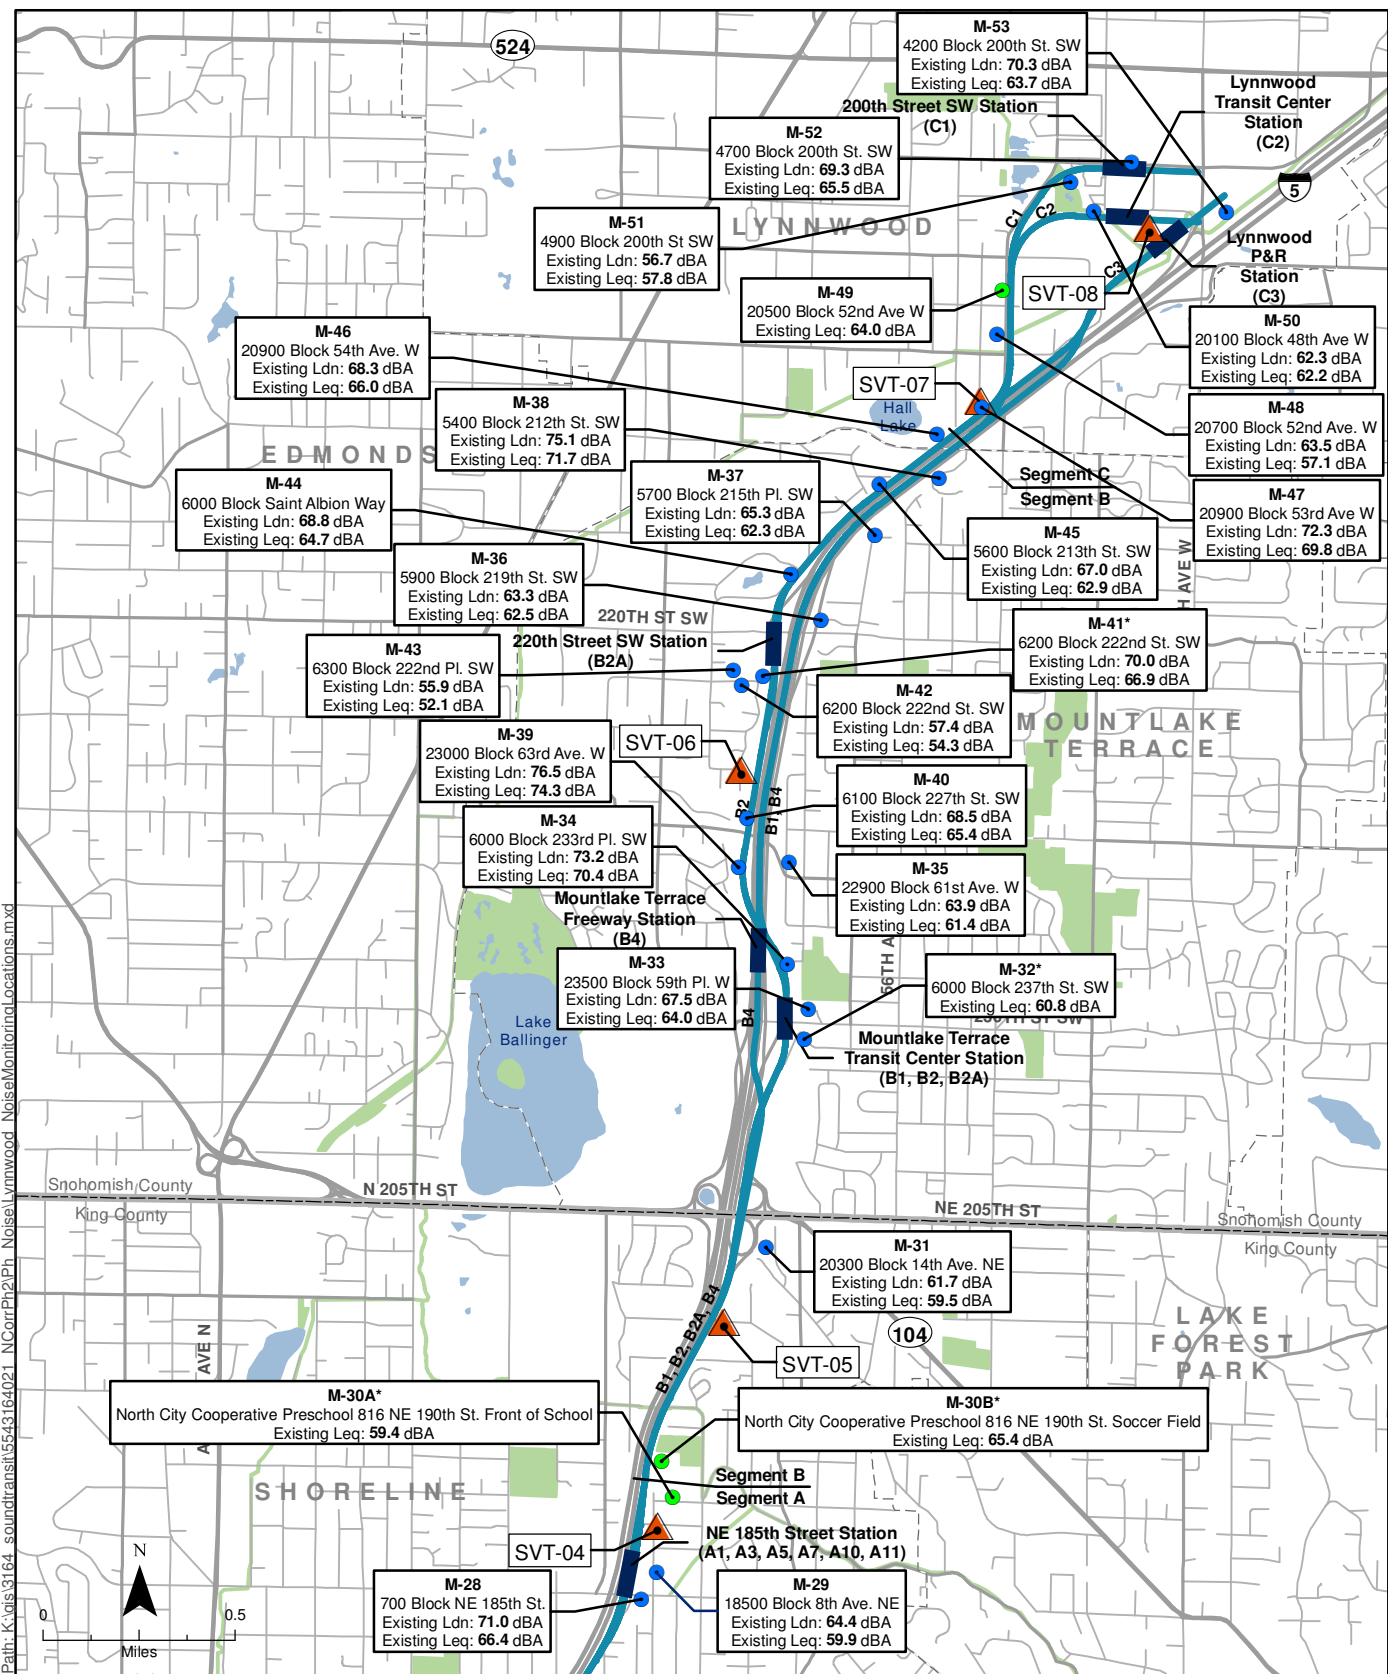 524
M-53
4200 Block 200th St. SW
Existing Ldn: 70.3 dBA
Existing Leq: 63.7 dBA
Lynnwood
Transit Center
Station
(C2)
200th Street SW Station
(C1)
M-52
4700 Block 200th St. SW
Existing Ldn: 69.3 dBA
Existing Leq: 65.5 dBA
5
M-51
4900 Block 200th St SW
Existing Ldn: 56.7 dBA
Existing Leq: 57.8 dBA
LYNNWOOD
C1
C2
C3
Lynnwood
P&R
Station
(C3)
SVT-08
M-49
20500 52nd Ave W
Existing Leq: 64.0 dBA
M-50
20100 Block 48th Ave W
Existing Ldn: 62.3 dBA
Existing Leq: 62.2 dBA
M-46
20900 Block 54th Ave. W
Existing Ldn: 68.3 dBA
Existing Leq: 66.0 dBA
SVT-07
Hall
Lake
M-38
5400 Block 212th St. SW
Existing Ldn: 75.1 dBA
Existing Leq: 71.7 dBA
M-48
20700 Block 52nd Ave. W
Existing Ldn: 63.5 dBA
Existing Leq: 57.1 dBA
EDMONDS
M-44
6000 Block Saint Albion Way
Existing Ldn: 68.8 dBA
Existing Leq: 64.7 dBA
M-37
5700 Block 215th Pl. SW
Existing Ldn: 65.3 dBA
Existing Leq: 62.3 dBA
Segment C
Segment B
M-47
20900 Block 53rd Ave W
Existing Ldn: 72.3 dBA
Existing Leq: 69.8 dBA
M-45
5600 Block 213th St. SW
Existing Ldn: 67.0 dBA
Existing Leq: 62.9 dBA
H AVE W
M-36
5900 Block 219th St. SW
Existing Ldn: 63.3 dBA
Existing Leq: 62.5 dBA
220TH ST SW
220th Street SW Station
(B2A)
M-41*
6200 Block 222nd St. SW
Existing Ldn: 70.0 dBA
Existing Leq: 66.9 dBA
M-43
6300 Block 222nd Pl. SW
Existing Ldn: 55.9 dBA
Existing Leq: 52.1 dBA
M-42
6200 Block 222nd St. SW
Existing Ldn: 57.4 dBA
Existing Leq: 54.3 dBA
MOUNTLAKE
TERRACE
M-39
23000 Block 63rd Ave. W
Existing Ldn: 76.5 dBA
Existing Leq: 74.3 dBA
SVT-06
M-40
6100 Block 227th St. SW
Existing Ldn: 68.5 dBA
Existing Leq: 65.4 dBA
B2
B1, B4
M-34
6000 Block 233rd Pl. SW
Existing Ldn: 73.2 dBA
Existing Leq: 70.4 dBA
M-35
22900 Block 61st Ave. W
Existing Ldn: 63.9 dBA
Existing Leq: 61.4 dBA
Mountlake Terrace
Freeway Station
(B4)
56TH A
M-33
23500 Block 59th Pl. W
Existing Ldn: 67.5 dBA
Existing Leq: 64.0 dBA
M-32*
6000 Block 237th St. SW
Existing Leq: 60.8 dBA
B4
Lake
Ballinger
Mountlake Terrace
Transit Center Station
(B1, B2, B2A)
Snohomish County
King County
N 205TH ST
NE 205TH ST
Snohomish County
King County
M-31
20300 Block 14th Ave. NE
Existing Ldn: 61.7 dBA
Existing Leq: 59.5 dBA
B1, B2, B2A, B4
104
LAKE
FOREST
PARK
SVT-05
AVE N
M-30A*
North City Cooperative Preschool 816 NE 190th St. Front of School
Existing Leq: 59.4 dBA
M-30B*
North City Cooperative Preschool 816 NE 190th St. Soccer Field
Existing Leq: 65.4 dBA
SHORELINE
Segment B
Segment A
SVT-04
NE 185th Street Station
(A1, A3, A5, A7, A10, A11)
N
0 0.5
Miles
M-28
700 Block NE 185th St.
Existing Ldn: 71.0 dBA
Existing Leq: 66.4 dBA
M-29
18500 Block 8th Ave. NE
Existing Ldn: 64.4 dBA
Existing Leq: 59.9 dBA
Path: K:\gis\3164_soundtransit\5543164021_NCorrPh2\Ph_Noise\Lynnwood_NoiseMonitoringLocations.mxd